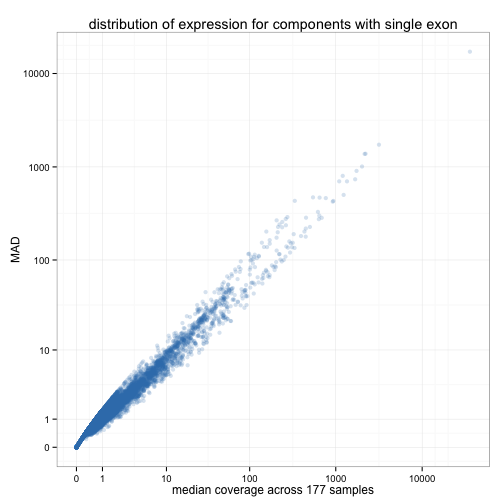 distribution of expression for components with single exon
10000
1000
100
10
1
0
MAD
0 1 10 100 1000 10000
median coverage across 177 samples